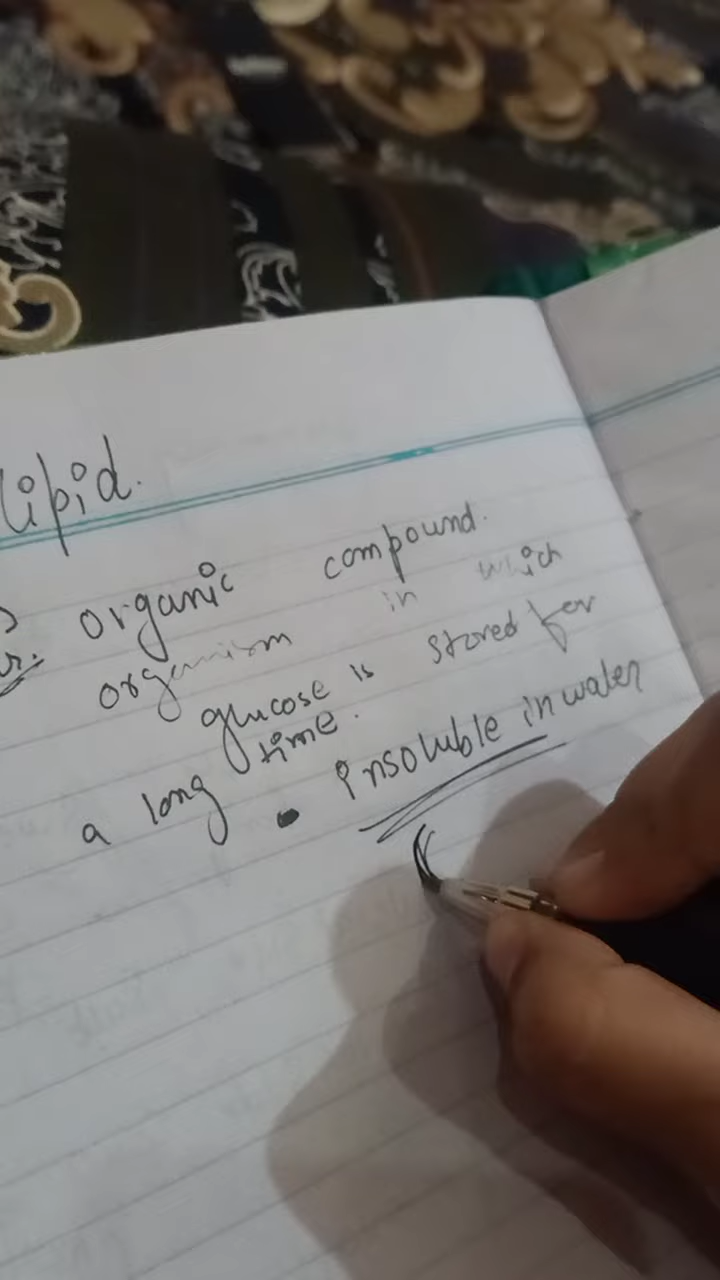 Lipid.
organic compound.
organism in which
glucose is stored for
a long time. insoluble in water